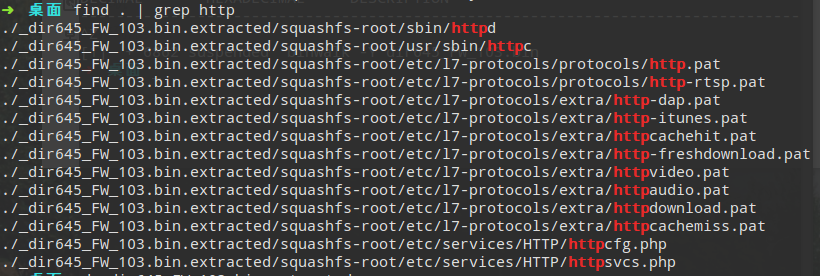 ➜ 桌面 find . | grep http
./_dir645_FW_103.bin.extracted/squashfs-root/sbin/httpd
./_dir645_FW_103.bin.extracted/squashfs-root/usr/sbin/httpc
./_dir645_FW_103.bin.extracted/squashfs-root/etc/l7-protocols/protocols/http.pat
./_dir645_FW_103.bin.extracted/squashfs-root/etc/l7-protocols/protocols/http-rtsp.pat
./_dir645_FW_103.bin.extracted/squashfs-root/etc/l7-protocols/extra/http-dap.pat
./_dir645_FW_103.bin.extracted/squashfs-root/etc/l7-protocols/extra/http-itunes.pat
./_dir645_FW_103.bin.extracted/squashfs-root/etc/l7-protocols/extra/httpcachehit.pat
./_dir645_FW_103.bin.extracted/squashfs-root/etc/l7-protocols/extra/http-freshdownload.pat
./_dir645_FW_103.bin.extracted/squashfs-root/etc/l7-protocols/extra/httpvideo.pat
./_dir645_FW_103.bin.extracted/squashfs-root/etc/l7-protocols/extra/httpaudio.pat
./_dir645_FW_103.bin.extracted/squashfs-root/etc/l7-protocols/extra/httpdownload.pat
./_dir645_FW_103.bin.extracted/squashfs-root/etc/l7-protocols/extra/httpcachemiss.pat
./_dir645_FW_103.bin.extracted/squashfs-root/etc/services/HTTP/httpcfg.php
./_dir645_FW_103.bin.extracted/squashfs-root/etc/services/HTTP/httpsvcs.php